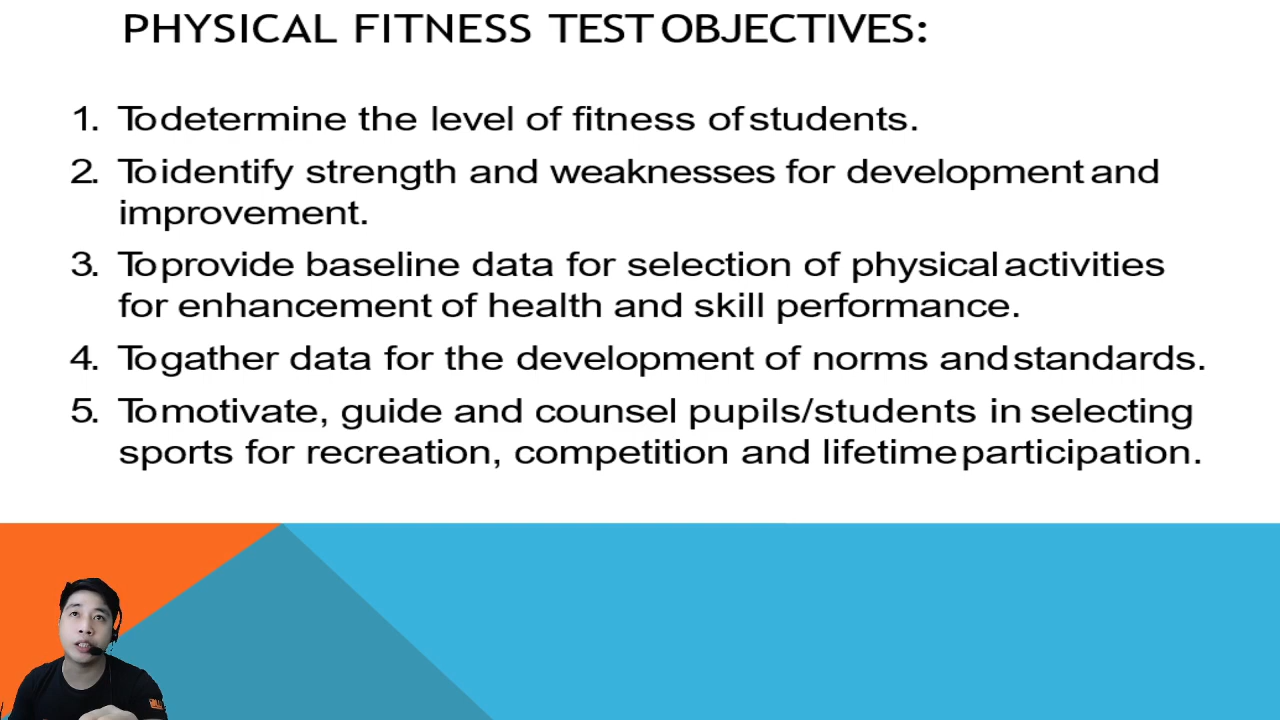 PHYSICAL FITNESS TEST OBJECTIVES:
1. To determine the level of fitness of students.
2. To identify strength and weaknesses for development and
improvement.
3. To provide baseline data for selection of physical activities
for enhancement of health and skill performance.
4. To gather data for the development of norms and standards.
5. To motivate, guide and counsel pupils/students in selecting
sports for recreation, competition and lifetime participation.